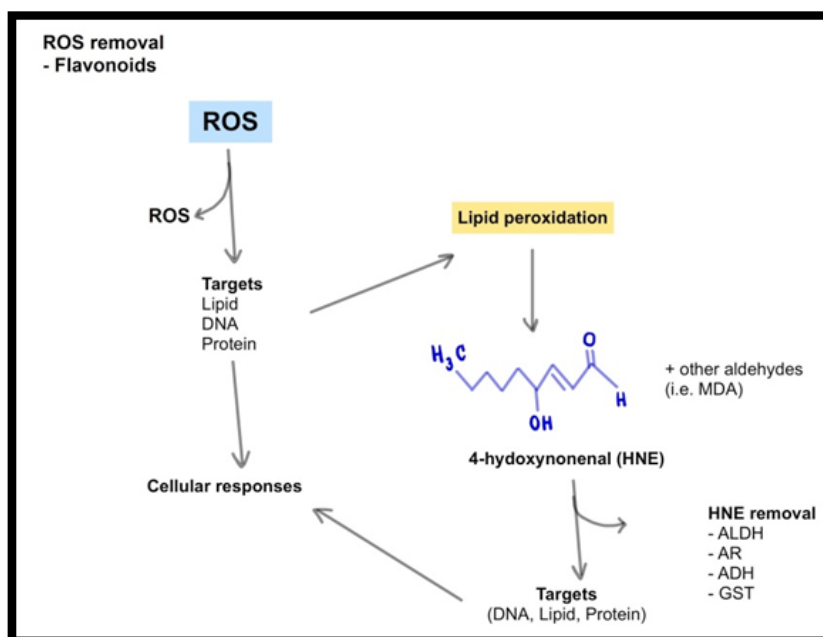 ROS removal
- Flavonoids
ROS
ROS
Targets
Lipid
DNA
Protein
Cellular responses
Lipid peroxidation
H₃C
O
H
OH
+ other aldehydes
(i.e. MDA)
4-hydoxynonenal (HNE)
HNE removal
- ALDH
- AR
- ADH
- GST
Targets
(DNA, Lipid, Protein)